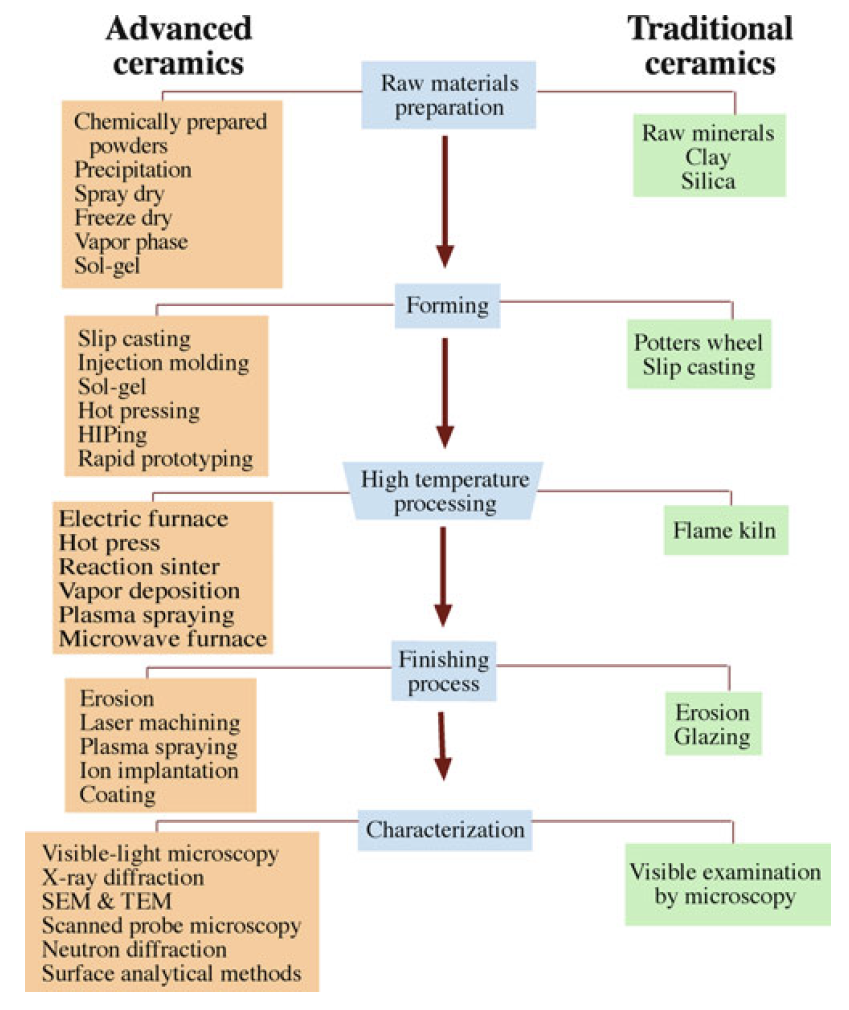 Advanced
ceramics
Traditional
ceramics
Raw materials
preparation
Chemically prepared
powders
Precipitation
Spray dry
Freeze dry
Vapor phase
Sol-gel
Raw minerals
Clay
Silica
Forming
Slip casting
Injection molding
Sol-gel
Hot pressing
HIPing
Rapid prototyping
Potters wheel
Slip casting
High temperature
processing
Electric furnace
Hot press
Reaction sinter
Vapor deposition
Plasma spraying
Microwave furnace
Flame kiln
Finishing
process
Erosion
Laser machining
Plasma spraying
Ion implantation
Coating
Erosion
Glazing
Characterization
Visible-light microscopy
X-ray diffraction
SEM & TEM
Scanned probe microscopy
Neutron diffraction
Surface analytical methods
Visible examination
by microscopy